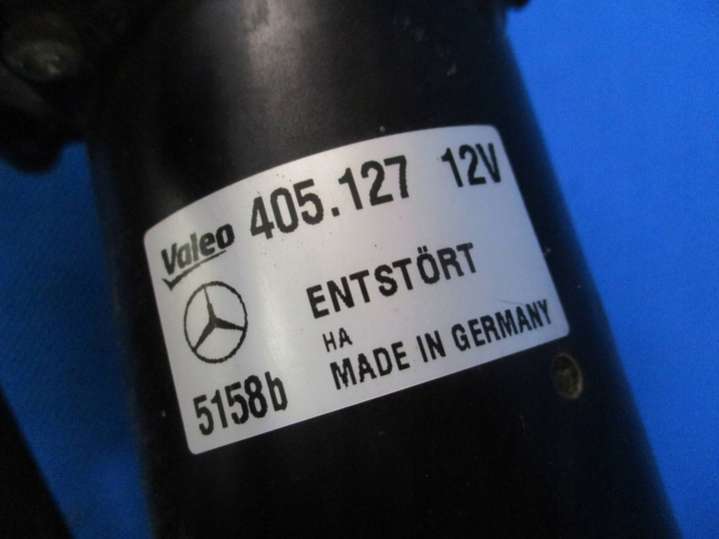 Valeo 405.127 12V
ENTSTÖRT
HA
5158b MADE IN GERMANY